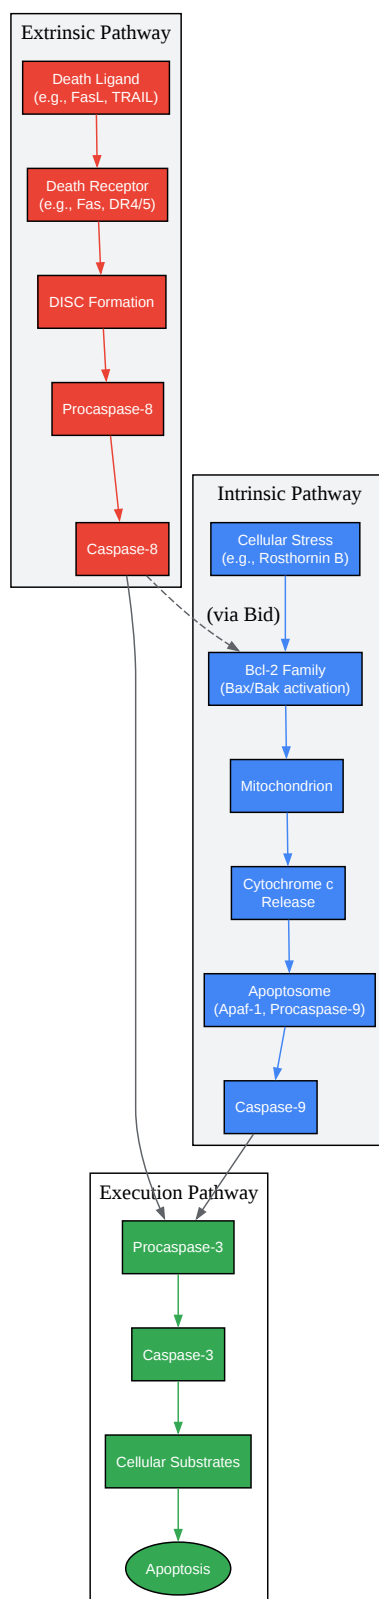 Extrinsic Pathway
Death Ligand
(e.g., FasL, TRAIL)
Death Receptor
(e.g., Fas, DR4/5)
DISC Formation
Procaspase-8
Caspase-8
Intrinsic Pathway
Cellular Stress
(e.g., Rosthornin B)
(via Bid)
Bcl-2 Family
(Bax/Bak activation)
Mitochondrion
Cytochrome c
Release
Apoptosome
(Apaf-1, Procaspase-9)
Caspase-9
Execution Pathway
Procaspase-3
Caspase-3
Cellular Substrates
Apoptosis